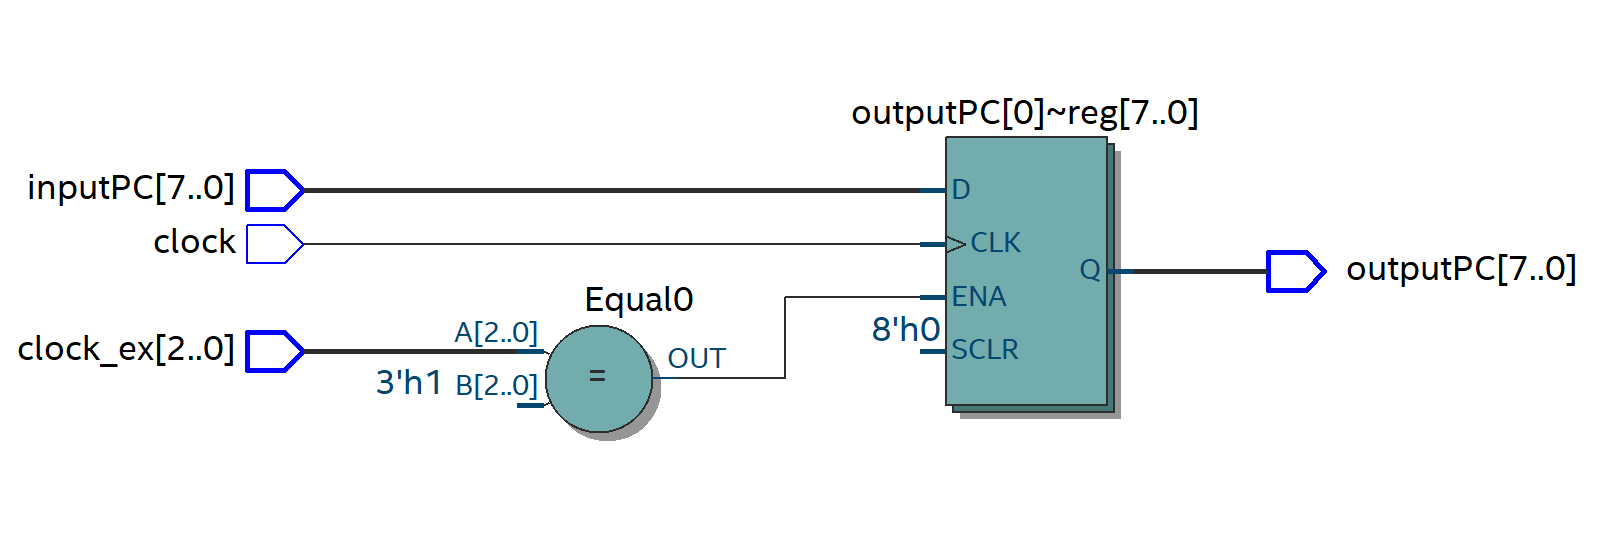 outputPC[0]~reg[7..0]
inputPC[7..0]
D
clock
CLK
Q
outputPC[7..0]
Equal0
ENA
8'h0
SCLR
clock_ex[2..0]
A[2..0]
OUT
3'h1
B[2..0]
=